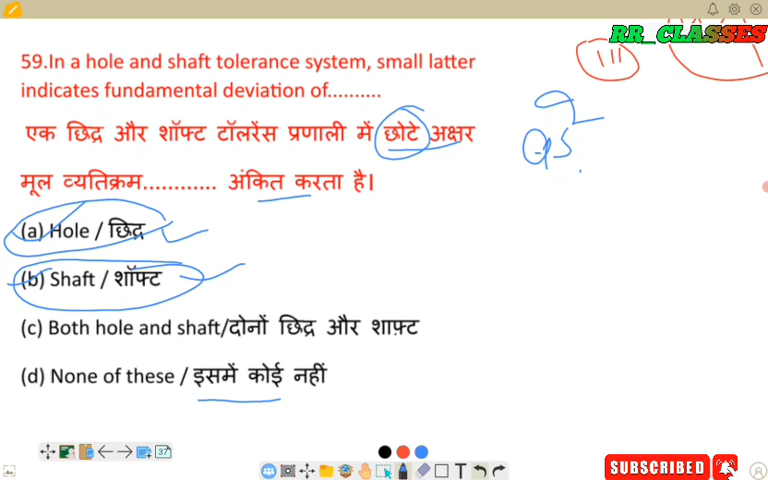 RR_CLASSES
59.In a hole and shaft tolerance system, small latter
indicates fundamental deviation of..........
एक छिद्र और शॉफ्ट टॉलरेंस प्रणाली में छोटे अक्षर
मूल व्यतिक्रम............ अंकित करता है।
(a) Hole / छिद्र
(b) Shaft / शॉफ्ट
(c) Both hole and shaft/दोनों छिद्र और शाफ़्ट
(d) None of these / इसमें कोई नहीं
37
SUBSCRIBED